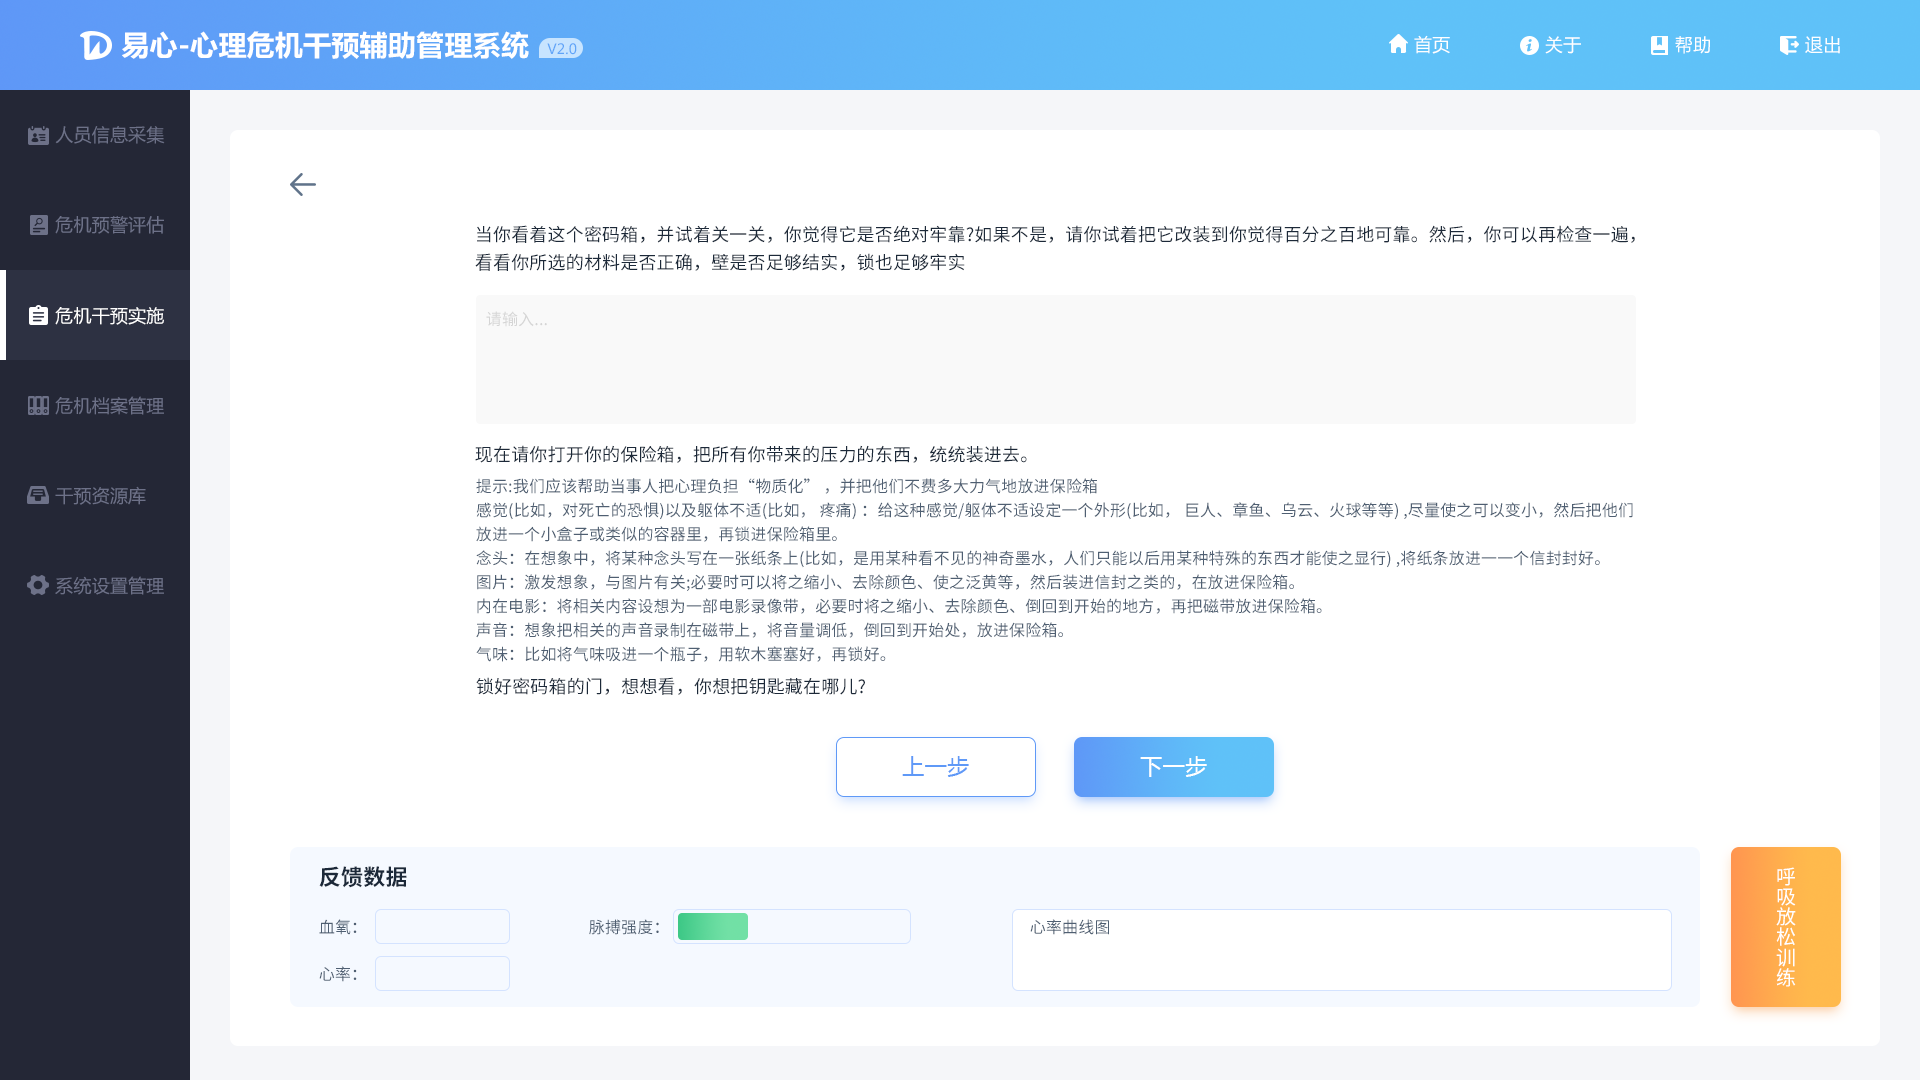 易心-心理危机干预辅助管理系统 V2.0
首页
关于
帮助
退出
人员信息采集
危机预警评估
危机干预实施
危机档案管理
干预资源库
系统设置管理
当你看着这个密码箱，并试着关一关，你觉得它是否绝对牢靠?如果不是，请你试着把它改装到你觉得百分之百地可靠。然后，你可以再检查一遍，
看看你所选的材料是否正确，壁是否足够结实，锁也足够牢实
请输入...
现在请你打开你的保险箱，把所有你带来的压力的东西，统统装进去。
提示:我们应该帮助当事人把心理负担“物质化” ，并把他们不费多大力气地放进保险箱
感觉(比如，对死亡的恐惧)以及躯体不适(比如， 疼痛) ：给这种感觉/躯体不适设定一个外形(比如， 巨人、章鱼、乌云、火球等等) ,尽量使之可以变小，然后把他们
放进一个小盒子或类似的容器里，再锁进保险箱里。
念头：在想象中，将某种念头写在一张纸条上(比如，是用某种看不见的神奇墨水，人们只能以后用某种特殊的东西才能使之显行) ,将纸条放进一一个信封封好。
图片：激发想象，与图片有关;必要时可以将之缩小、去除颜色、使之泛黄等，然后装进信封之类的，在放进保险箱。
内在电影：将相关内容设想为一部电影录像带，必要时将之缩小、去除颜色、倒回到开始的地方，再把磁带放进保险箱。
声音：想象把相关的声音录制在磁带上，将音量调低，倒回到开始处，放进保险箱。
气味：比如将气味吸进一个瓶子，用软木塞塞好，再锁好。
锁好密码箱的门，想想看，你想把钥匙藏在哪儿?
上一步
下一步
反馈数据
血氧：
脉搏强度：
心率曲线图
心率：
呼吸放松训练